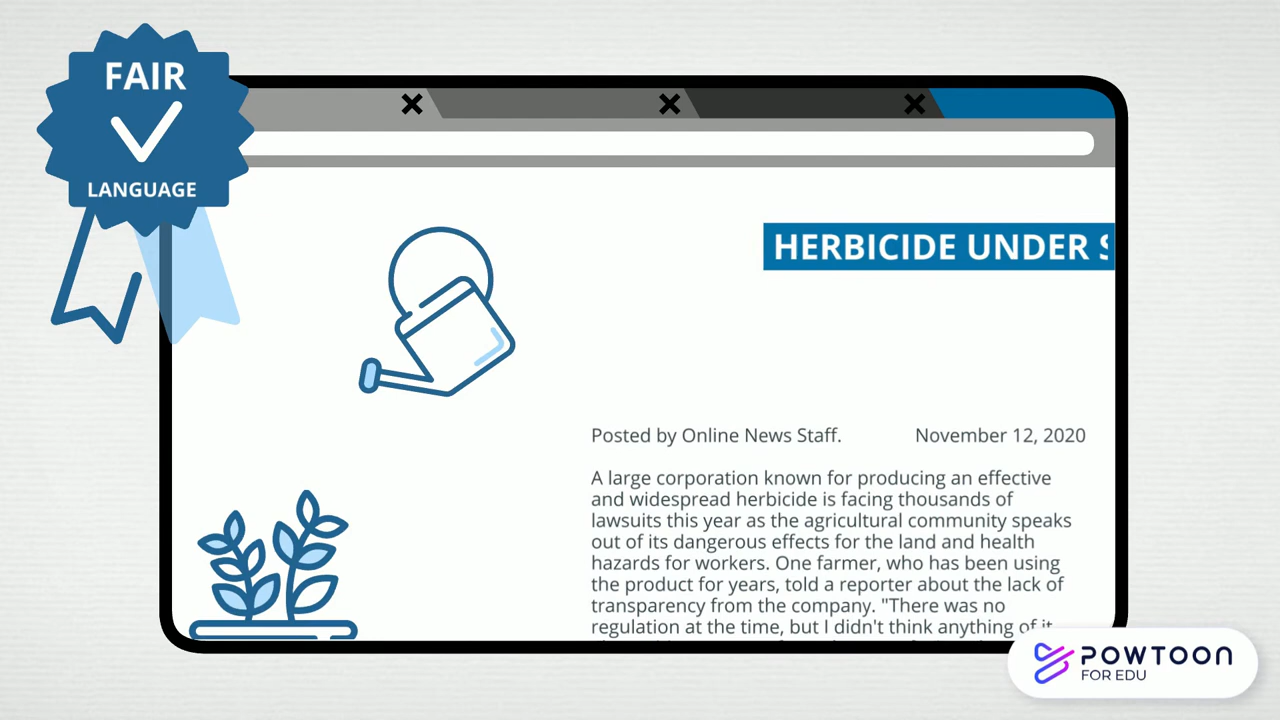 FAIR
LANGUAGE
HERBICIDE UNDER
Posted by Online News Staff. November 12, 2020
A large corporation known for producing an effective
and widespread herbicide is facing thousands of
lawsuits this year as the agricultural community speaks
out of its dangerous effects for the land and health
hazards for workers. One farmer, who has been using
the product for years, told a reporter about the lack of
transparency from the company. "There was no
regulation at the time, but I didn't think anything of it
POWTOON
FOR EDU